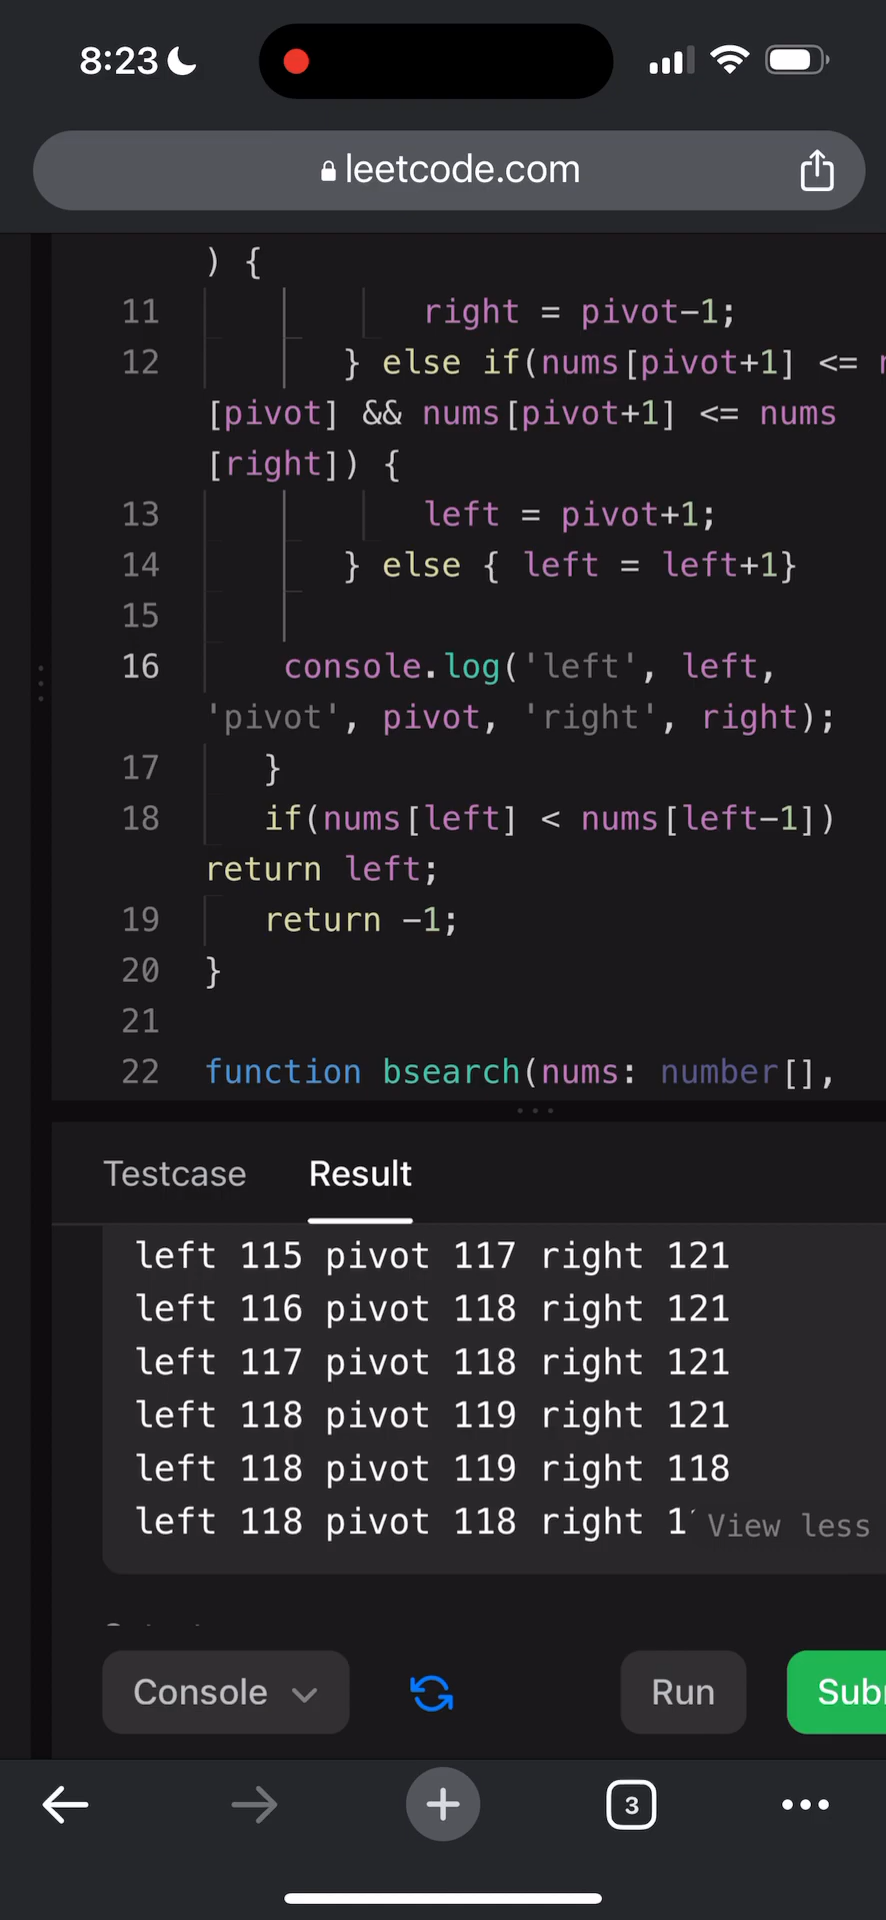 8:23
leetcode.com
) {
11 right = pivot-1;
12 } else if(nums[pivot+1] <=
[pivot] && nums[pivot+1] <= nums
[right]) {
13 left = pivot+1;
14 } else { left = left+1}
15
16 console.log('left', left,
'pivot', pivot, 'right', right);
17 }
18 if(nums[left] < nums[left-1])
return left;
19 return -1;
20 }
21
22 function bsearch(nums: number[],
Testcase Result
left 115 pivot 117 right 121
left 116 pivot 118 right 121
left 117 pivot 118 right 121
left 118 pivot 119 right 121
left 118 pivot 119 right 118
left 118 pivot 118 right View less
Console Run
3